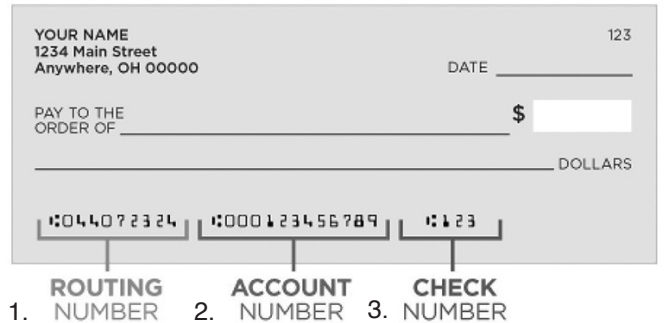 YOUR NAME 123
1234 Main Street
Anywhere, OH 00000
DATE
PAY TO THE
ORDER OF $
DOLLARS
⑆044072324 ⑆000123456789 ⑆123
ROUTING ACCOUNT CHECK
1. NUMBER 2. NUMBER 3. NUMBER